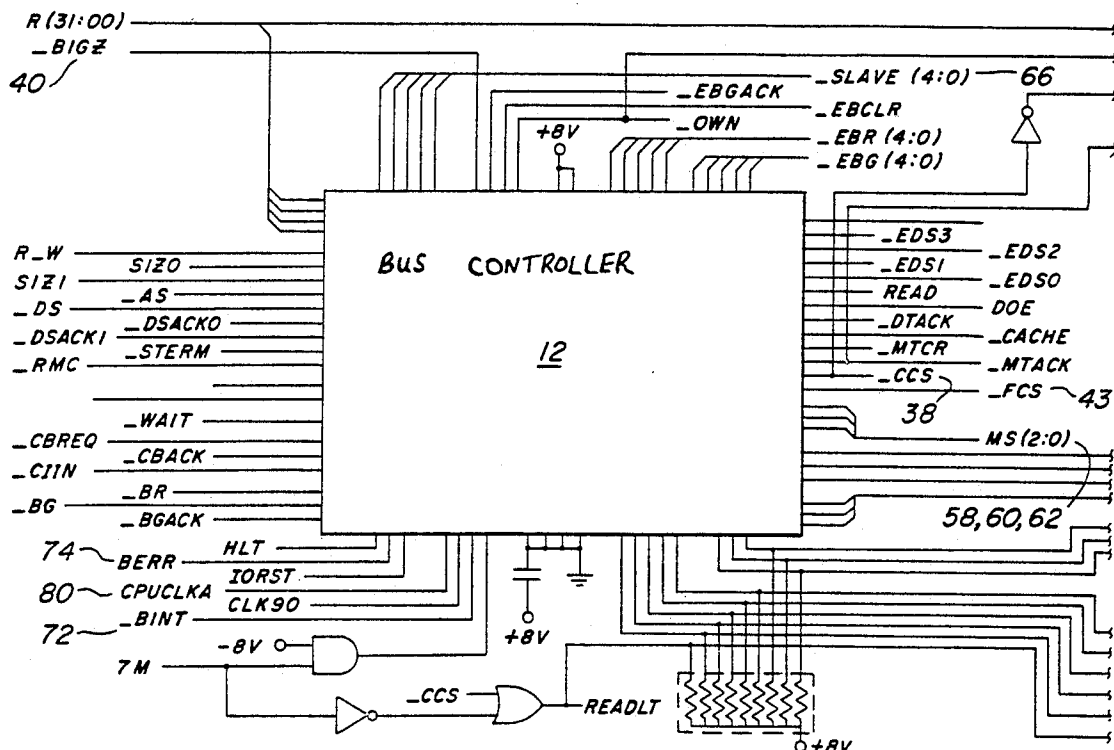 R(31:00)
_BIGZ
40
_SLAVE (4:0)
66
_EBGACK
_EBCLR
_OWN
+8V
_EBR (4:0)
_EBG (4:0)
R_W
SIZ0
SIZ1
_AS
_DS
_DSACK0
_DSACK1
_STERM
_RMC
_WAIT
_CBREQ
_CBACK
_CIIN
_BR
_BG
_BGACK
BUS CONTROLLER
12
_EDS3
_EDS2
_EDS1
_EDS0
READ
DOE
_DTACK
_CACHE
_MTCR
_MTACK
_CCS
38
_FCS
43
MS(2:0)
58,60,62
74
HLT
BERR
IORST
80
CPUCLKA
CLK90
72
_BINT
-8V
+8V
7M
_CCS
READLT
+8V